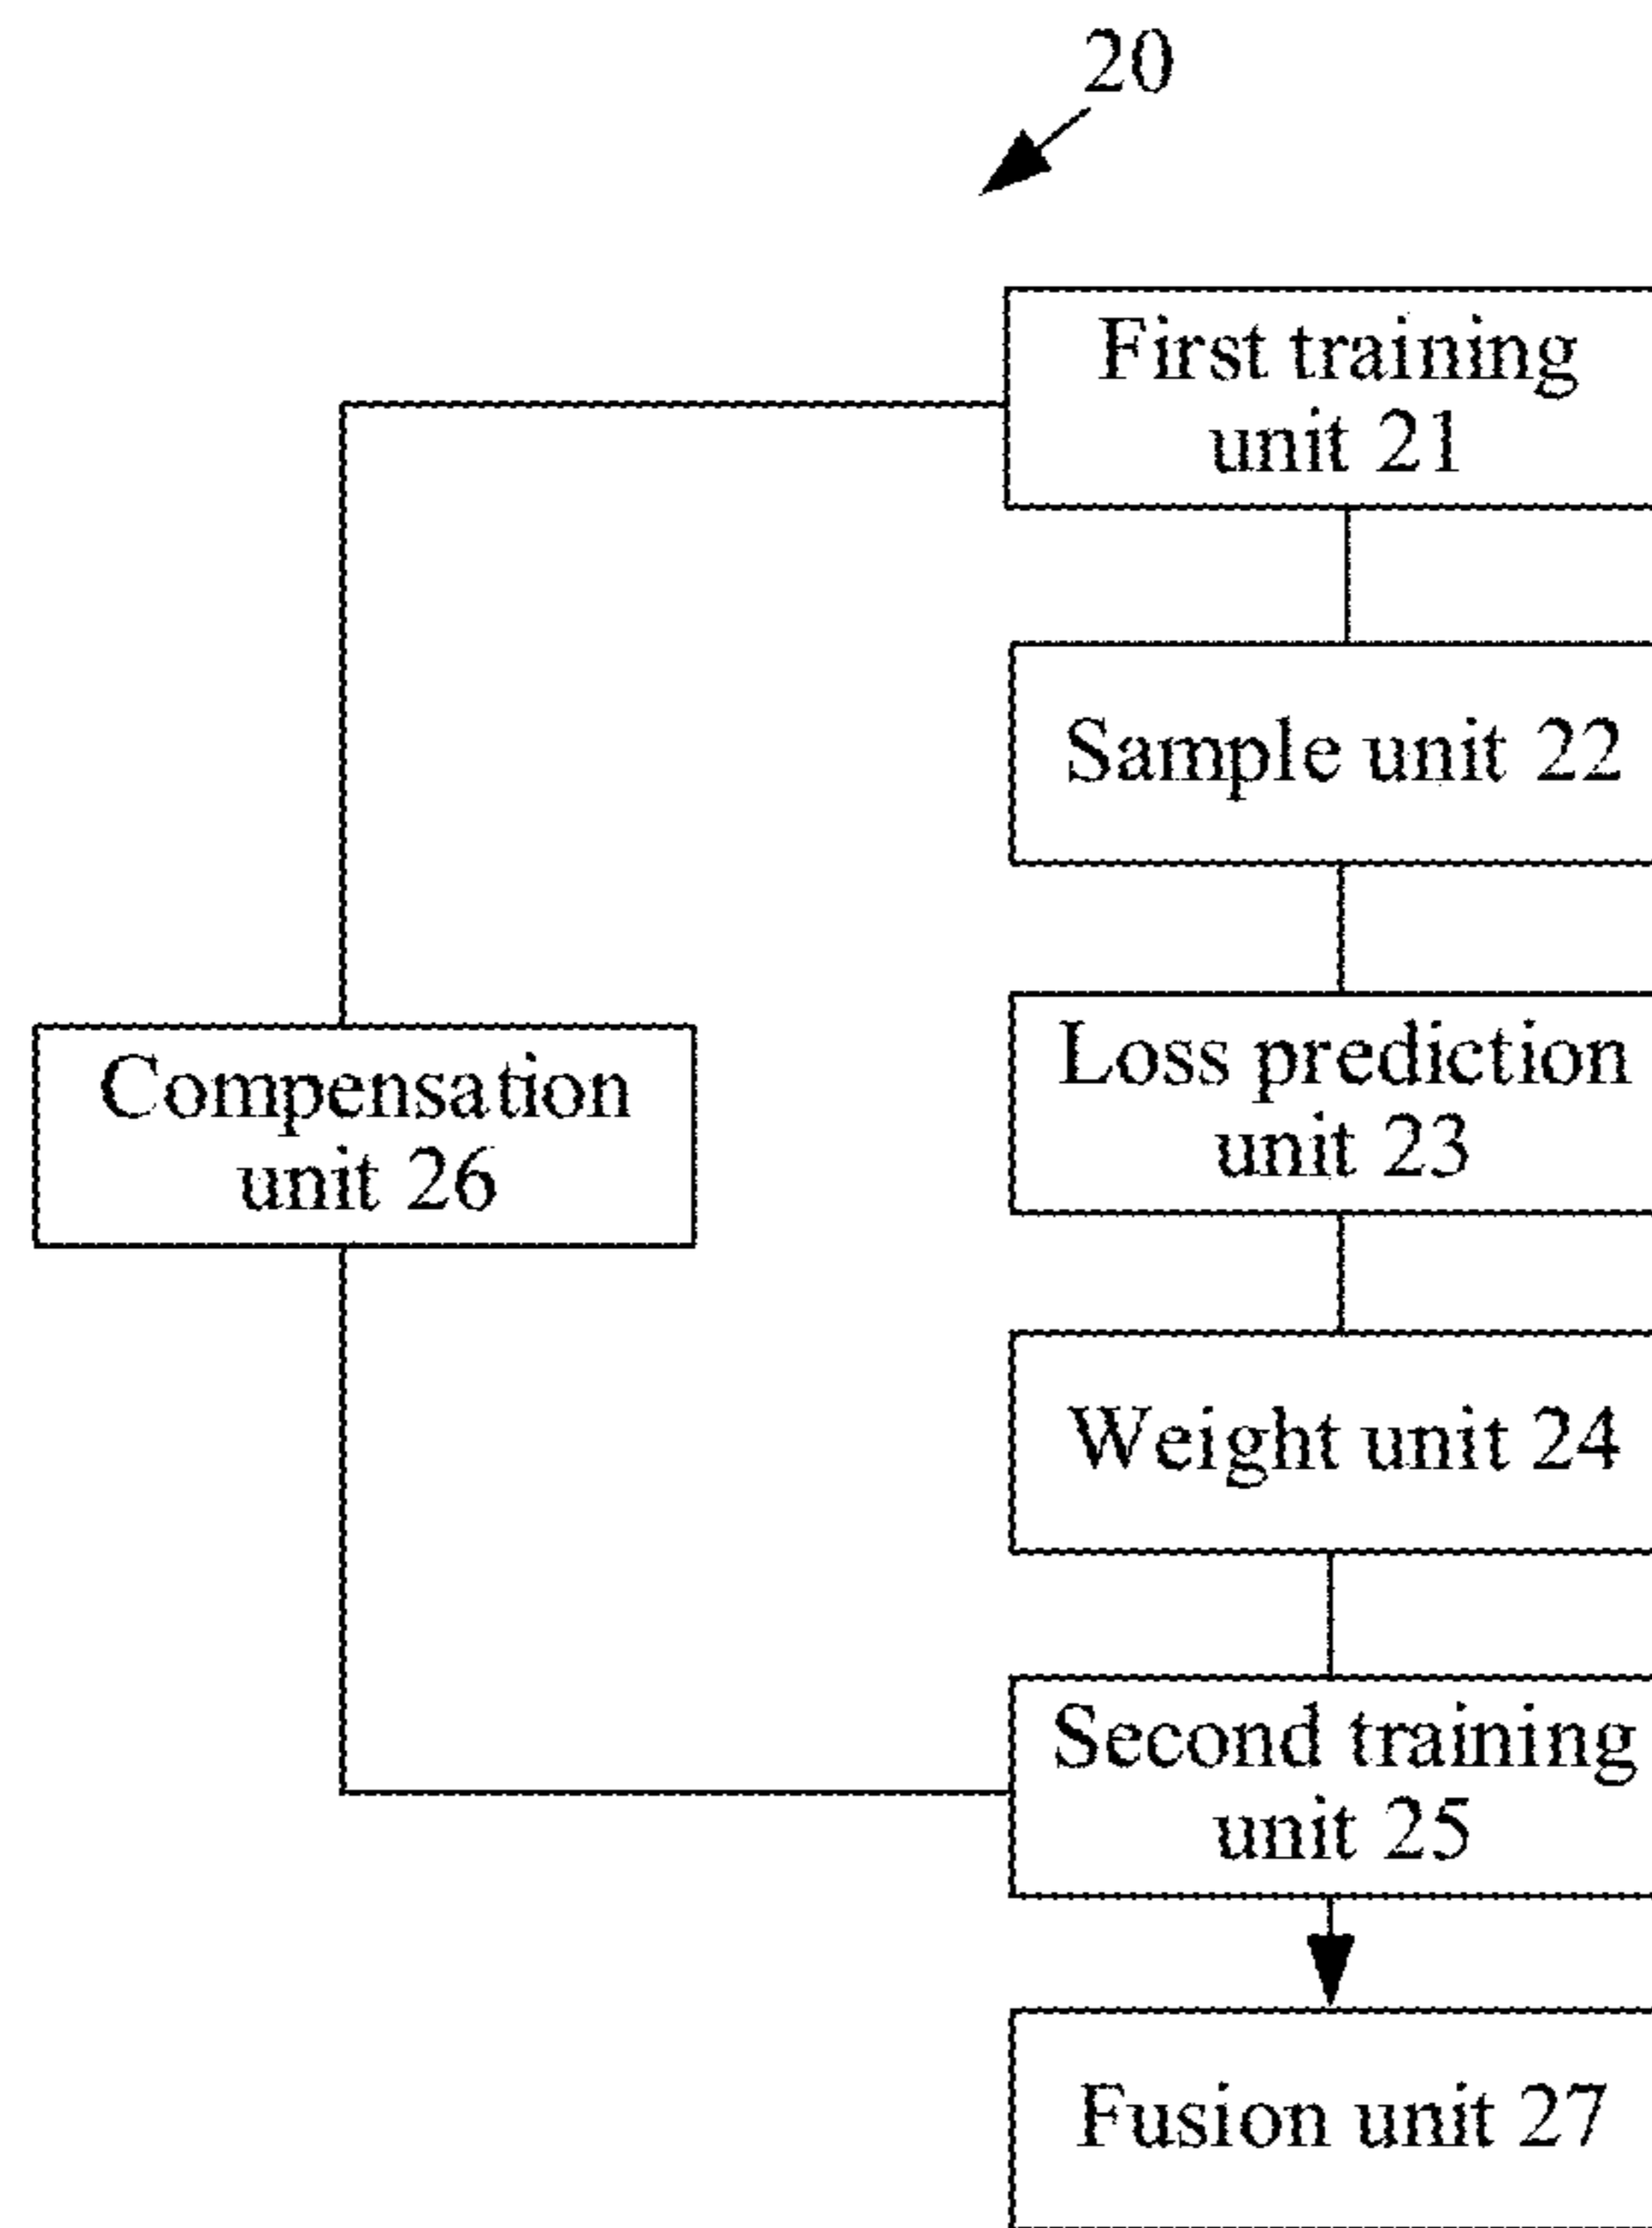 20
First training
unit 21
Sample unit 22
Loss prediction
unit 23
Compensation
unit 26
Weight unit 24
Second training
unit 25
Fusion unit 27